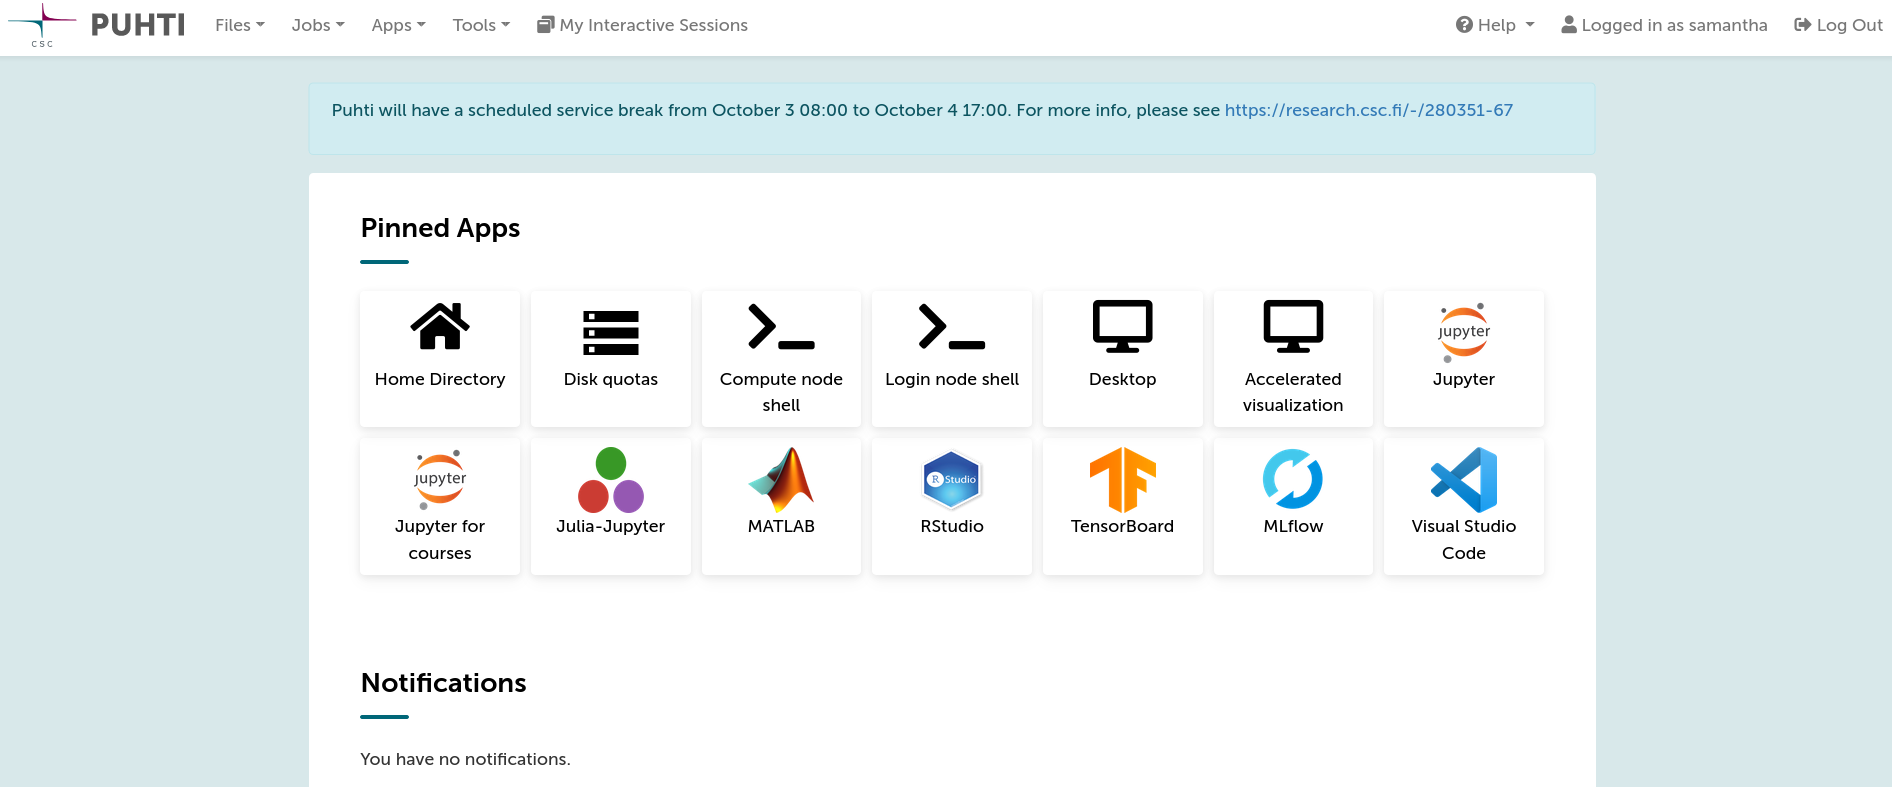 CSC PUHTI Files Jobs Apps Tools My Interactive Sessions Help Logged in as samantha Log Out
Puhti will have a scheduled service break from October 3 08:00 to October 4 17:00. For more info, please see https://research.csc.fi/-/280351-67
Pinned Apps
jupyter
Home Directory Disk quotas Compute node Login node shell Desktop Accelerated Jupyter
shell visualization
jupyter R Studio
Jupyter for Julia-Jupyter MATLAB RStudio TensorBoard MLflow Visual Studio
courses Code
Notifications
You have no notifications.